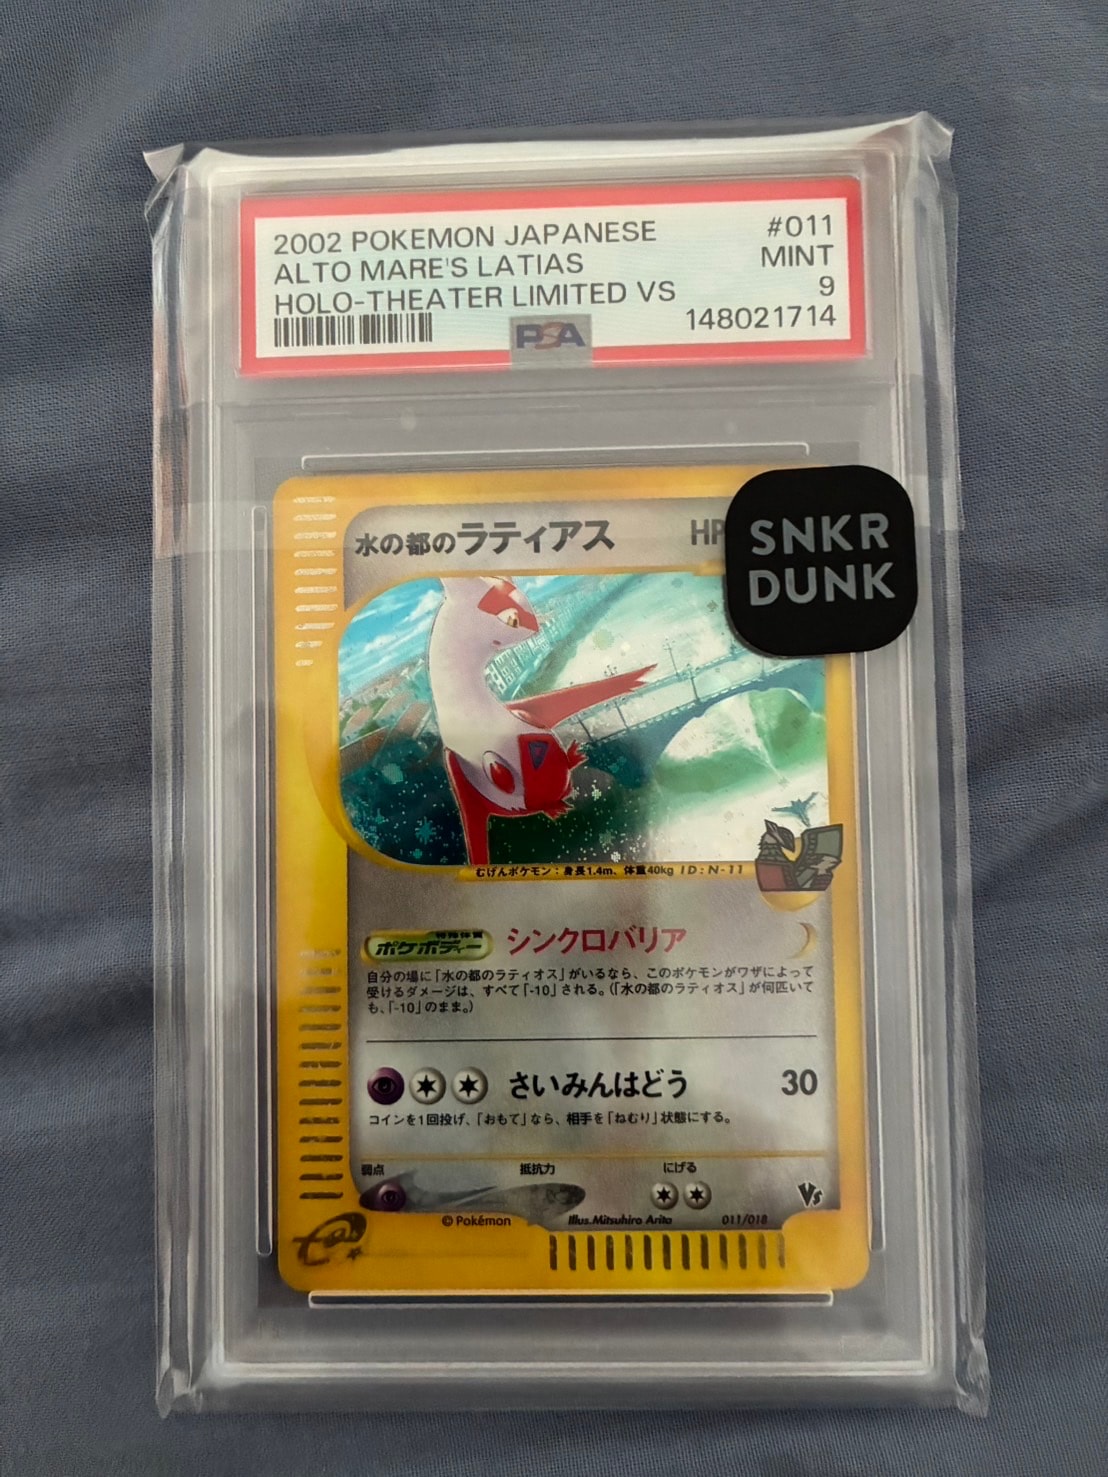 2002 POKEMON JAPANESE #011
ALTO MARE'S LATIAS MINT
HOLO-THEATER LIMITED VS 9
PSA 148021714
水の都のラティアス HP
SNKR
DUNK
むげんポケモン：身長1.4m、体重40kg ID:N-11
特殊体質
ポケボディー シンクロバリア
自分の場に「水の都のラティオス」がいるなら、このポケモンがワザによって
受けるダメージは、すべて「-10」される。（「水の都のラティオス」が何匹いて
も、「-10」のまま。）
さいみんはどう 30
コインを1回投げ、「おもて」なら、相手を「ねむり」状態にする。
弱点 抵抗力 にげる
Vs
© Pokémon Illus. Mitsuhiro Arita 011/018